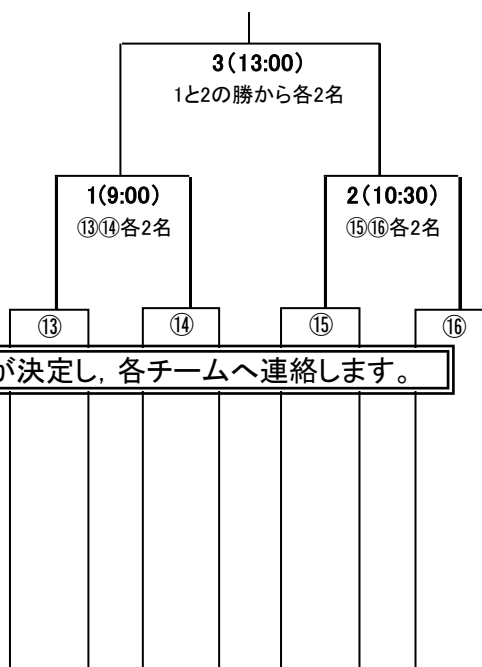 3(13:00)
1と2の勝から各2名
1(9:00)
⑬⑭各2名
2(10:30)
⑮⑯各2名
⑬
⑭
⑮
⑯
が決定し，各チームへ連絡します。